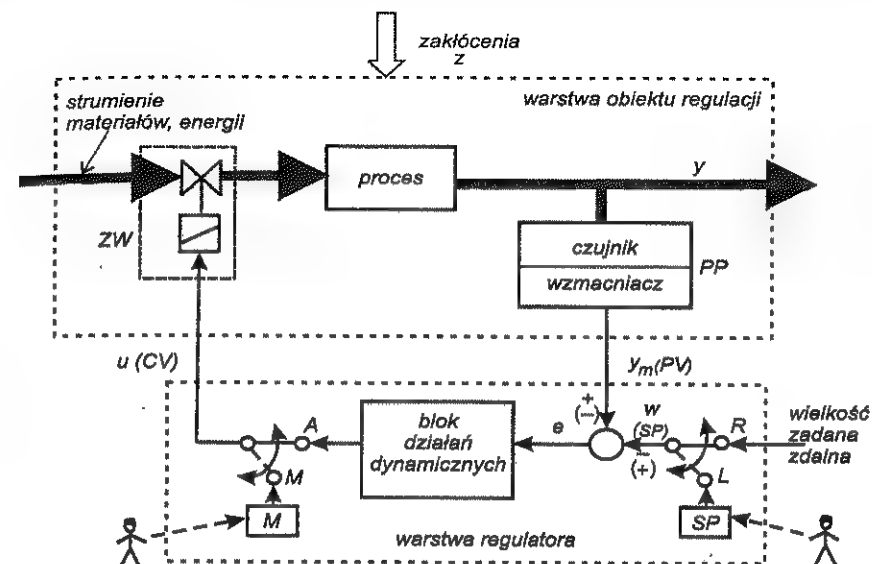 zakłócenia
z
strumienie
materiałów, energii
warstwa obiektu regulacji
proces
y
ZW
czujnik
wzmacniacz
PP
u (CV)
y_m(PV)
+
(−)
e
w
(SP)
−
(+)
R
L
wielkość
zadana
zdalna
A
M
blok
działań
dynamicznych
M
SP
warstwa regulatora